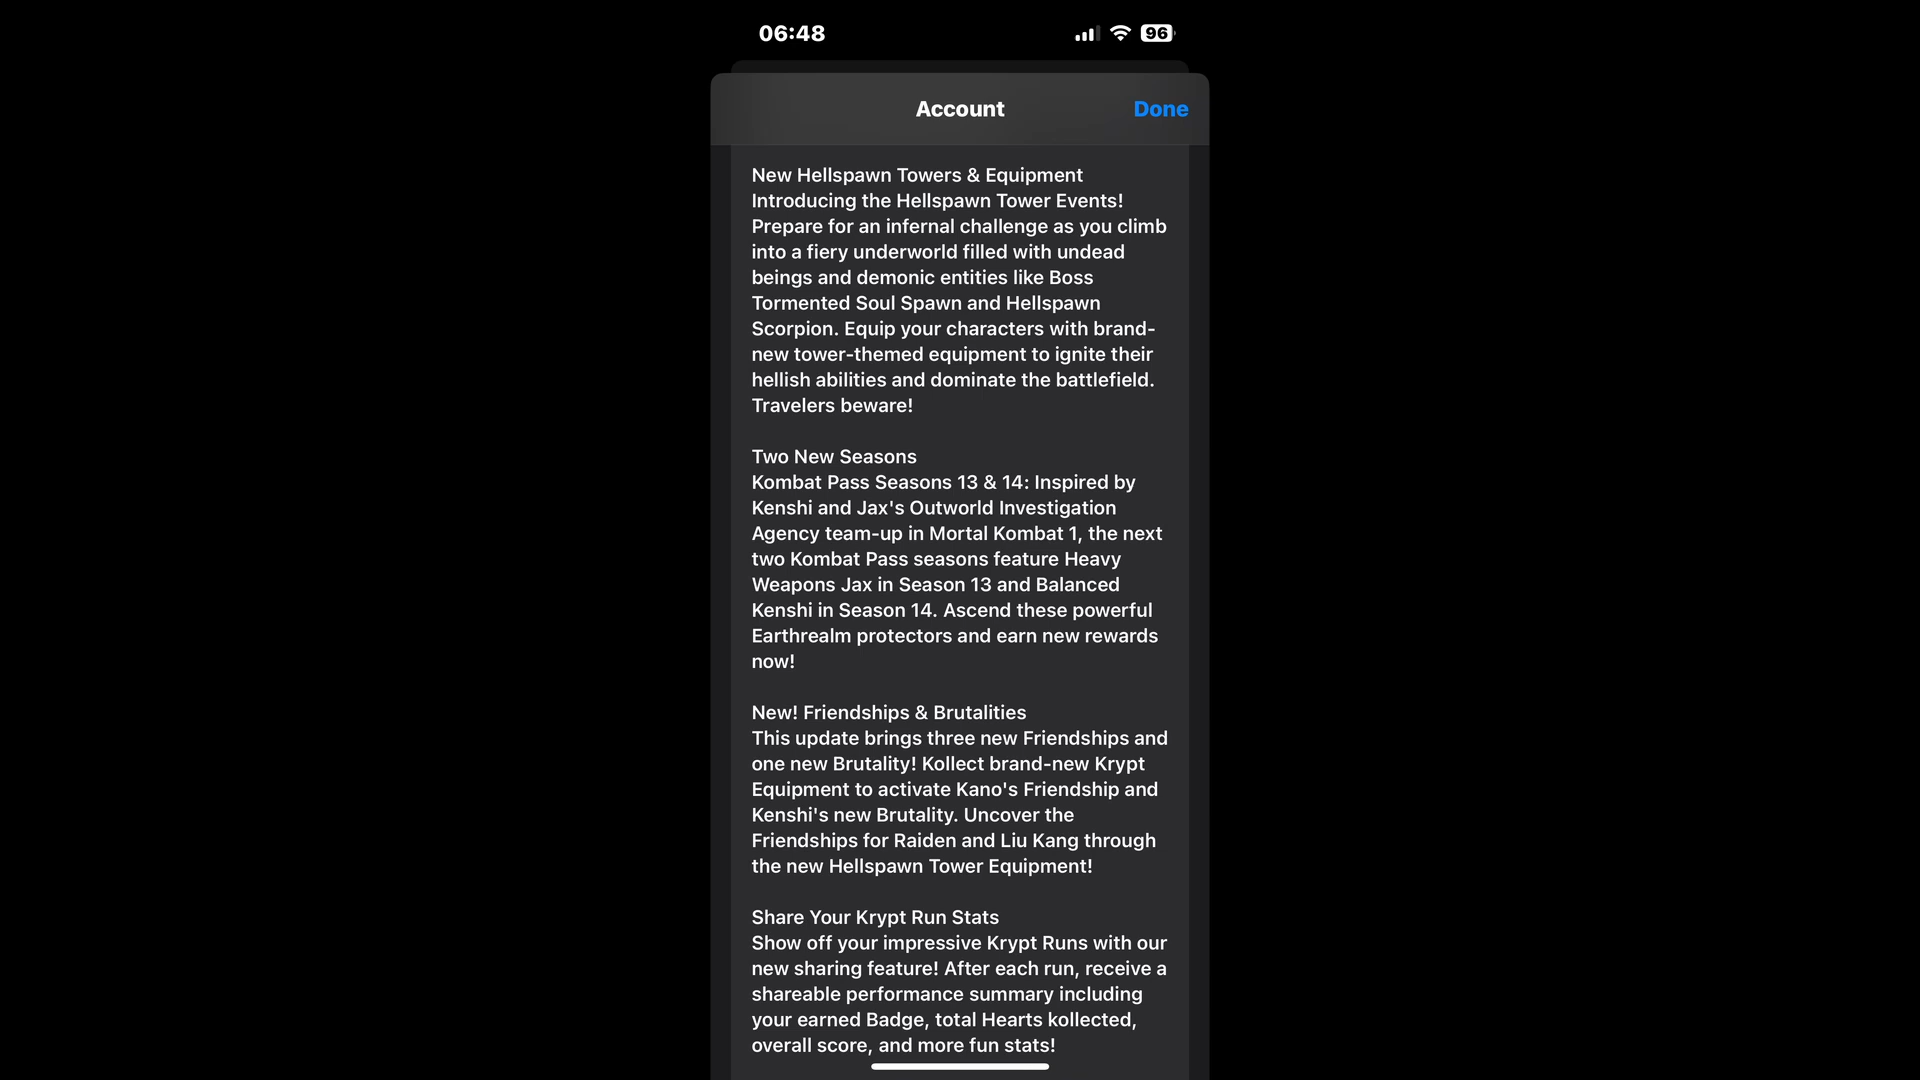 06:48
96
Account
Done
New Hellspawn Towers & Equipment
Introducing the Hellspawn Tower Events!
Prepare for an infernal challenge as you climb
into a fiery underworld filled with undead
beings and demonic entities like Boss
Tormented Soul Spawn and Hellspawn
Scorpion. Equip your characters with brand-
new tower-themed equipment to ignite their
hellish abilities and dominate the battlefield.
Travelers beware!
Two New Seasons
Kombat Pass Seasons 13 & 14: Inspired by
Kenshi and Jax's Outworld Investigation
Agency team-up in Mortal Kombat 1, the next
two Kombat Pass seasons feature Heavy
Weapons Jax in Season 13 and Balanced
Kenshi in Season 14. Ascend these powerful
Earthrealm protectors and earn new rewards
now!
New! Friendships & Brutalities
This update brings three new Friendships and
one new Brutality! Kollect brand-new Krypt
Equipment to activate Kano's Friendship and
Kenshi's new Brutality. Uncover the
Friendships for Raiden and Liu Kang through
the new Hellspawn Tower Equipment!
Share Your Krypt Run Stats
Show off your impressive Krypt Runs with our
new sharing feature! After each run, receive a
shareable performance summary including
your earned Badge, total Hearts kollected,
overall score, and more fun stats!